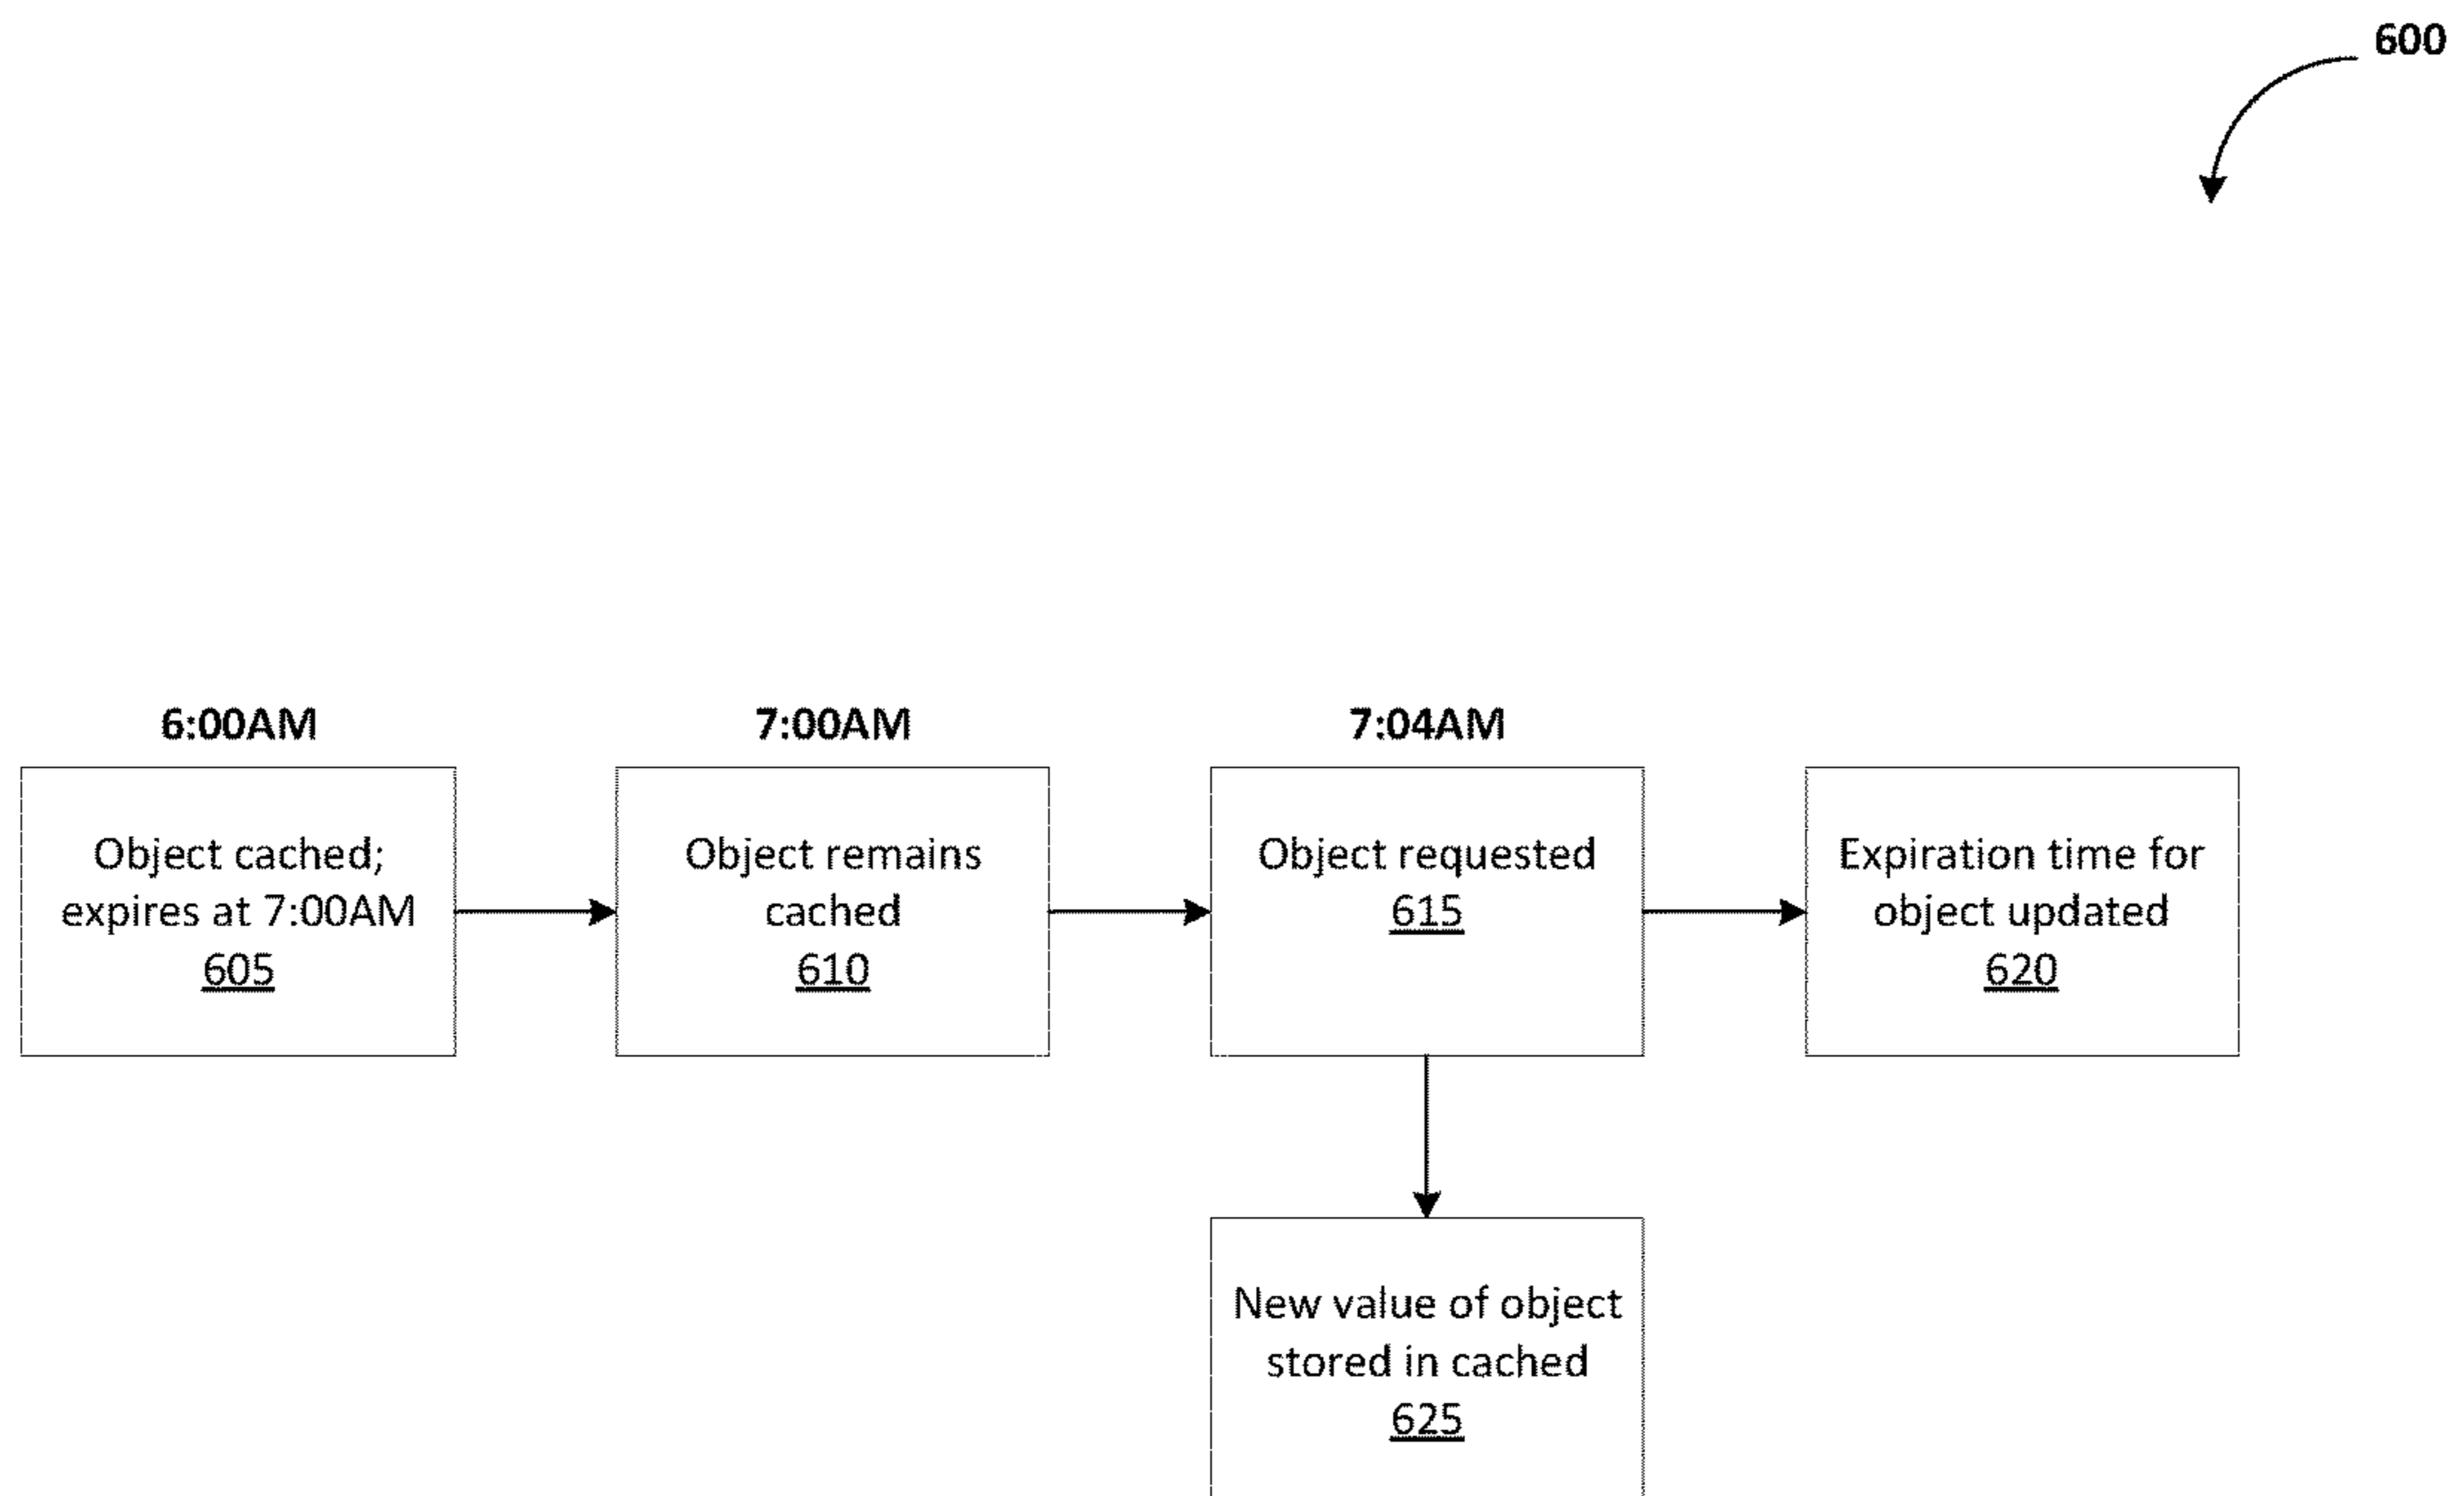 600
6:00AM
7:00AM
7:04AM
Object cached;
expires at 7:00AM
605
Object remains
cached
610
Object requested
615
Expiration time for
object updated
620
New value of object
stored in cached
625